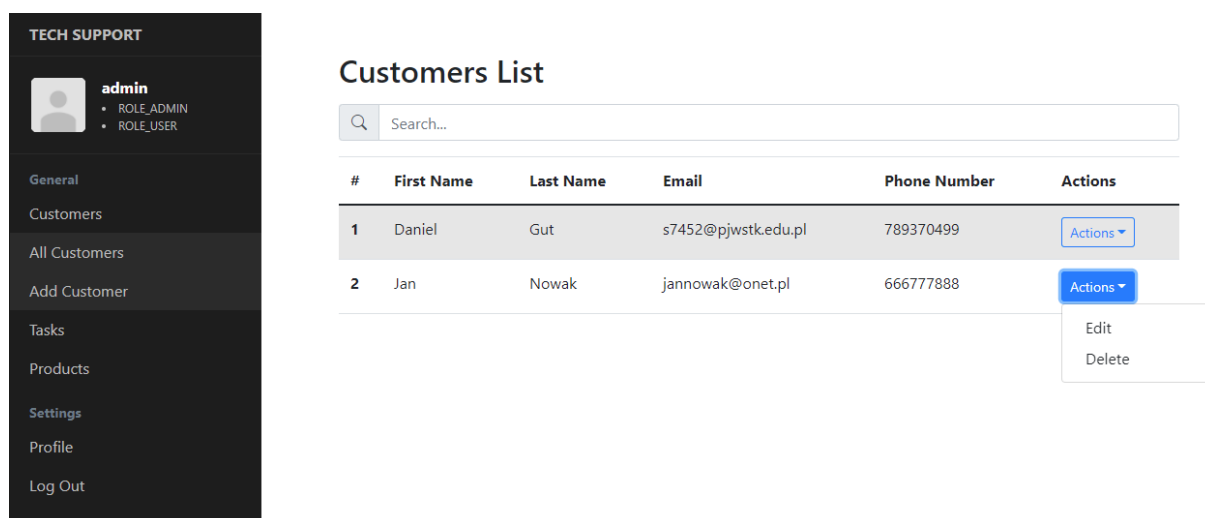 TECH SUPPORT
admin
• ROLE_ADMIN
• ROLE_USER
General
Customers
All Customers
Add Customer
Tasks
Products
Settings
Profile
Log Out
Customers List
Search...
# First Name Last Name Email Phone Number Actions
1 Daniel Gut s7452@pjwstk.edu.pl 789370499 Actions
2 Jan Nowak jannowak@onet.pl 666777888 Actions
Edit
Delete